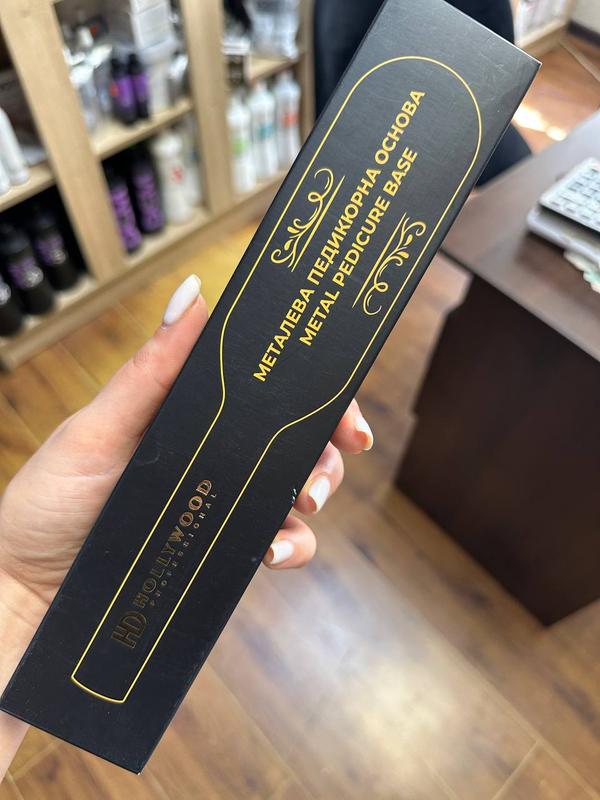 МЕТАЛЕВА ПЕДИКЮРНА ОСНОВА
METAL PEDICURE BASE
HD HOLLYWOOD
PROFESSIONAL